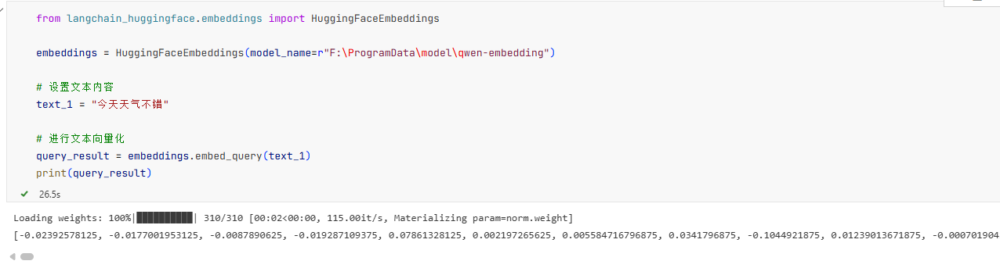 from langchain_huggingface.embeddings import HuggingFaceEmbeddings
embeddings = HuggingFaceEmbeddings(model_name=r"F:\ProgramData\model\qwen-embedding")
# 设置文本内容
text_1 = "今天天气不错"
# 进行文本向量化
query_result = embeddings.embed_query(text_1)
print(query_result)
26.5s
Loading weights: 100%|██████████| 310/310 [00:02<00:00, 115.00it/s, Materializing param=norm.weight]
[-0.02392578125, -0.0177001953125, -0.0087890625, -0.019287109375, 0.07861328125, 0.002197265625, 0.005584716796875, 0.0341796875, -0.1044921875, 0.01239013671875, -0.000701904